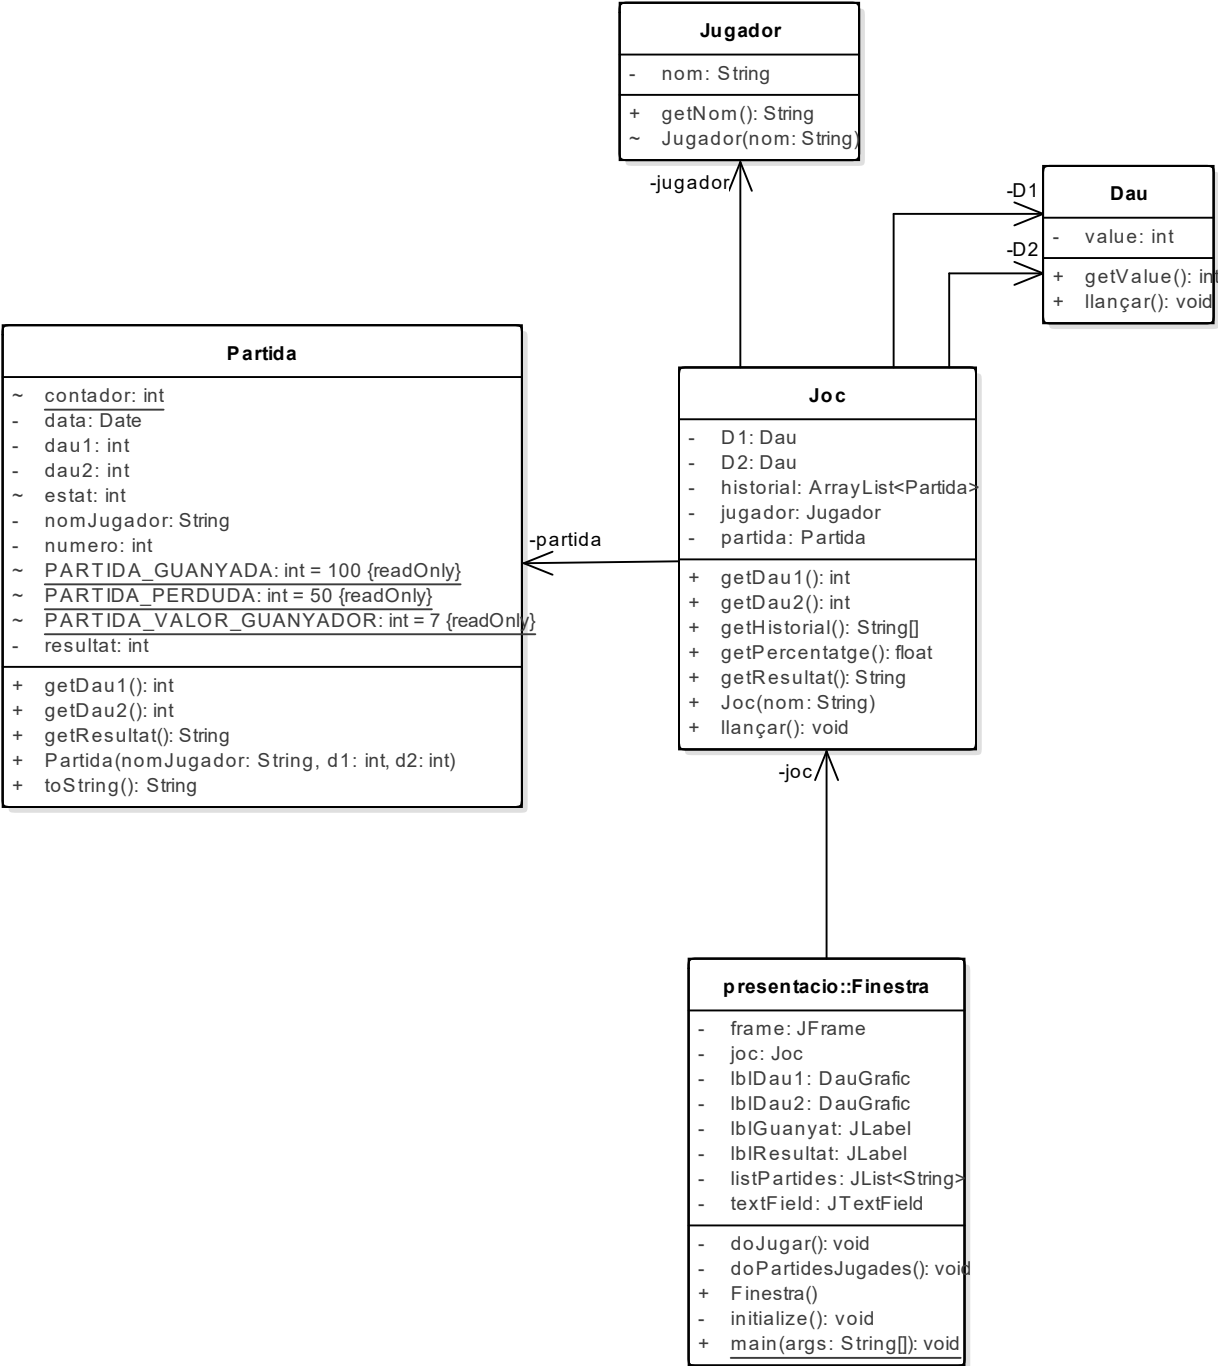 Jugador
- nom: String
+ getNom(): String
~ Jugador(nom: String)
-jugador
-D1
Dau
- value: int
-D2
+ getValue(): int
+ llançar(): void
Partida
~ contador: int
- data: Date
- dau1: int
- dau2: int
~ estat: int
- nomJugador: String
- numero: int
~ PARTIDA_GUANYADA: int = 100 {readOnly}
~ PARTIDA_PERDUDA: int = 50 {readOnly}
~ PARTIDA_VALOR_GUANYADOR: int = 7 {readOnly}
- resultat: int
+ getDau1(): int
+ getDau2(): int
+ getResultat(): String
+ Partida(nomJugador: String, d1: int, d2: int)
+ toString(): String
-partida
Joc
- D1: Dau
- D2: Dau
- historial: ArrayList<Partida>
- jugador: Jugador
- partida: Partida
+ getDau1(): int
+ getDau2(): int
+ getHistorial(): String[]
+ getPercentatge(): float
+ getResultat(): String
+ Joc(nom: String)
+ llançar(): void
-joc
presentacio::Finestra
- frame: JFrame
- joc: Joc
- lblDau1: DauGrafic
- lblDau2: DauGrafic
- lblGuanyat: JLabel
- lblResultat: JLabel
- listPartides: JList<String>
- textField: JTextField
- doJugar(): void
- doPartidesJugades(): void
+ Finestra()
- initialize(): void
+ main(args: String[]): void